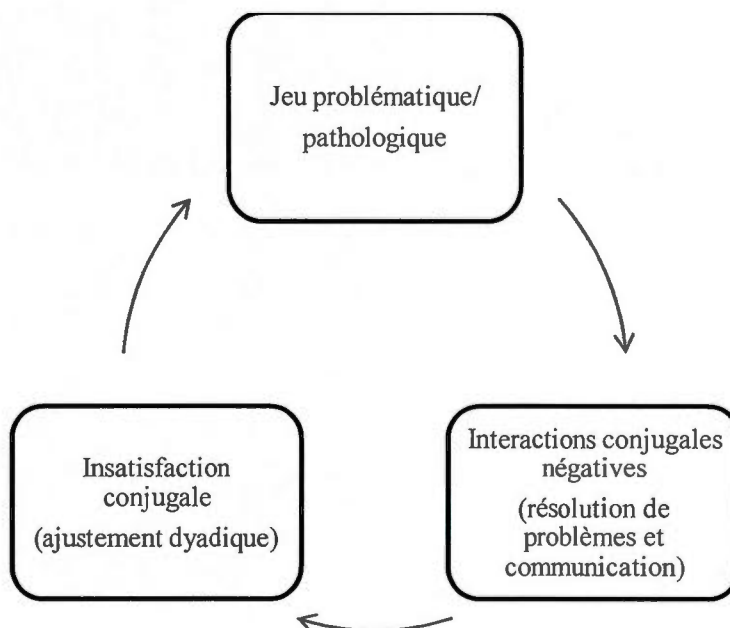 Jeu problématique/
pathologique
Insatisfaction
conjugale
(ajustement dyadique)
Interactions conjugales
négatives
(résolution de
problèmes et
communication)